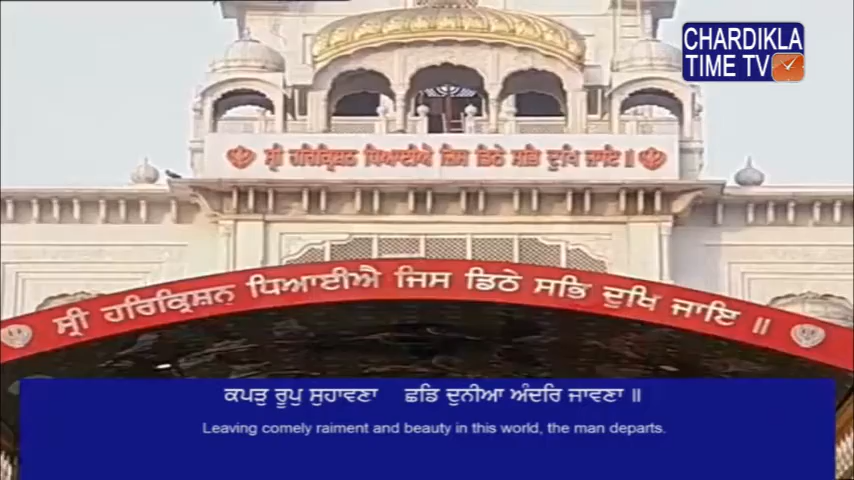 CHARDIKLA
TIME TV
ਸ੍ਰੀ ਹਰਿਕ੍ਰਿਸ਼ਨ ਧਿਆਈਐ ਜਿਸ ਡਿਠੇ ਸਭਿ ਦੁਖਿ ਜਾਇ ॥
ਸ੍ਰੀ ਹਰਿਕ੍ਰਿਸ਼ਨ ਧਿਆਈਐ ਜਿਸ ਡਿਠੇ ਸਭਿ ਦੁਖਿ ਜਾਇ ॥
ਕਪੜੁ ਰੂਪੁ ਸੁਹਾਵਣਾ ਛਡਿ ਦੁਨੀਆ ਅੰਦਰਿ ਜਾਵਣਾ ॥
Leaving comely raiment and beauty in this world, the man departs.